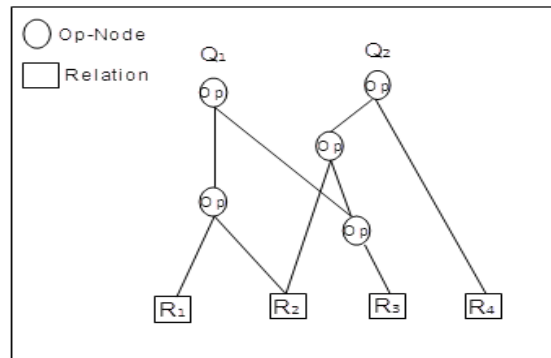 Op-Node
Relation
Q₁ Q₂
Op
Op
Op
Op
Op
R₁ R₂ R₃ R₄